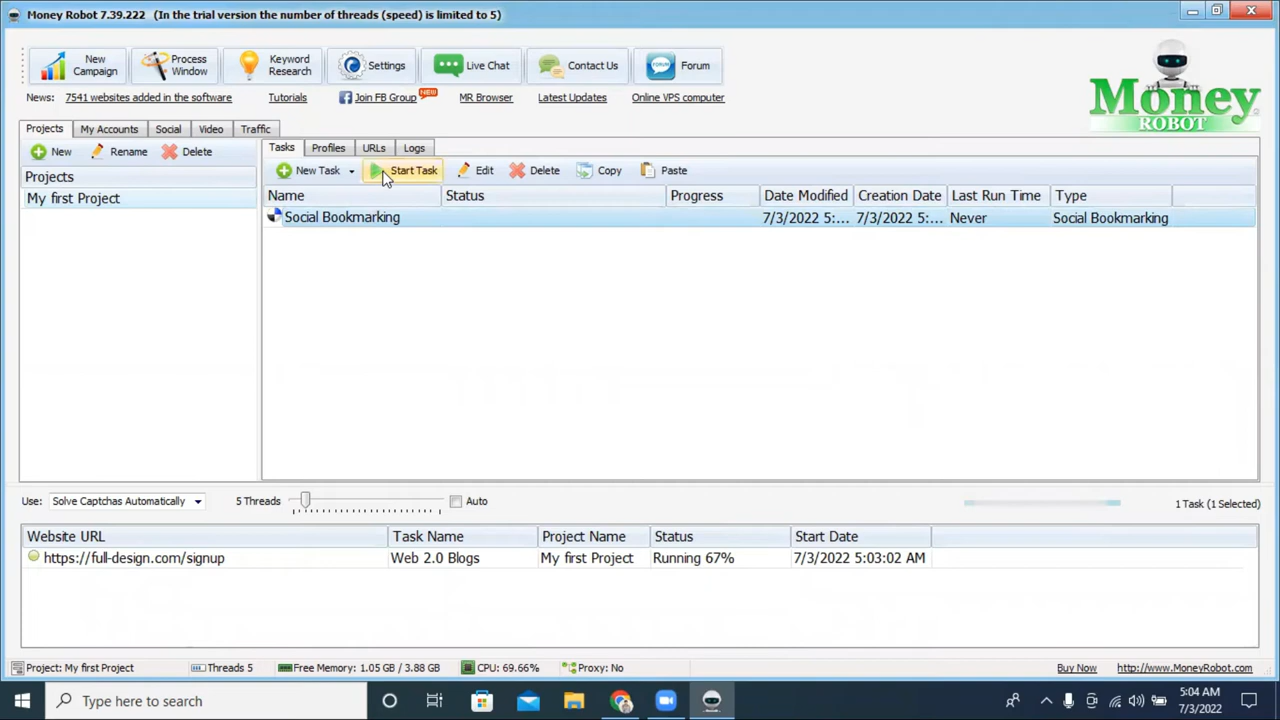 Money Robot 7.39.222 (In the trial version the number of threads (speed) is limited to 5)
New Campaign
Process Window
Keyword Research
Settings
Live Chat
Contact Us
Forum
News: 7541 websites added in the software
Tutorials
Join FB Group NEW
MR Browser
Latest Updates
Online VPS computer
Money
ROBOT
Projects My Accounts Social Video Traffic
Tasks Profiles URLs Logs
New Rename Delete
New Task Start Task Edit Delete Copy Paste
Projects
Name Status Progress Date Modified Creation Date Last Run Time Type
My first Project
Social Bookmarking 7/3/2022 5:... 7/3/2022 5:... Never Social Bookmarking
Use: Solve Captchas Automatically 5 Threads Auto 1 Task (1 Selected)
Website URL Task Name Project Name Status Start Date
https://full-design.com/signup Web 2.0 Blogs My first Project Running 67% 7/3/2022 5:03:02 AM
Project: My first Project Threads 5 Free Memory: 1.05 GB / 3.88 GB CPU: 69.66% Proxy: No Buy Now http://www.MoneyRobot.com
Type here to search
5:04 AM
7/3/2022